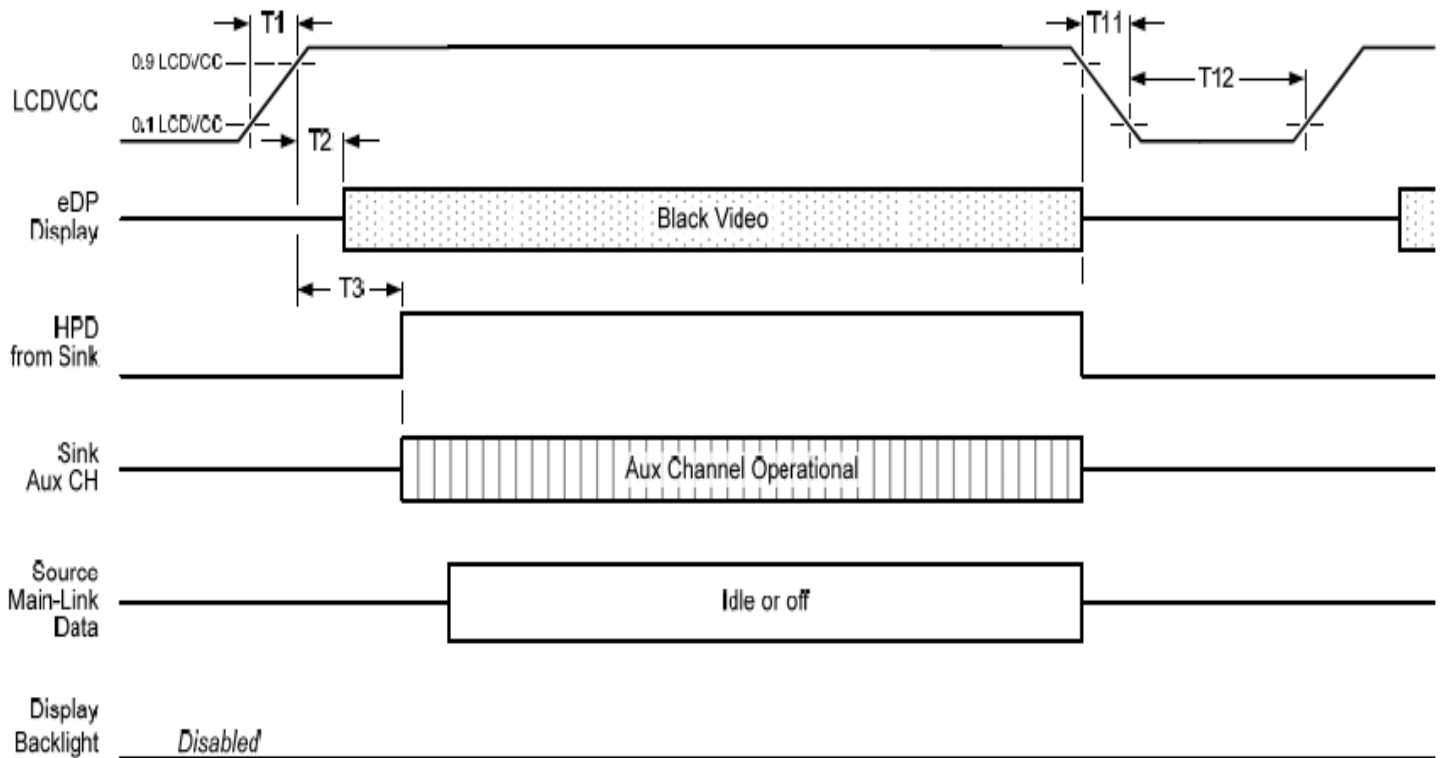 T1
T11
0.9 LCDVCC
LCDVCC
T12
0.1 LCDVCC
T2
eDP
Display
Black Video
T3
HPD
from Sink
Sink
Aux CH
Aux Channel Operational
Source
Main-Link
Data
Idle or off
Display
Backlight
Disabled